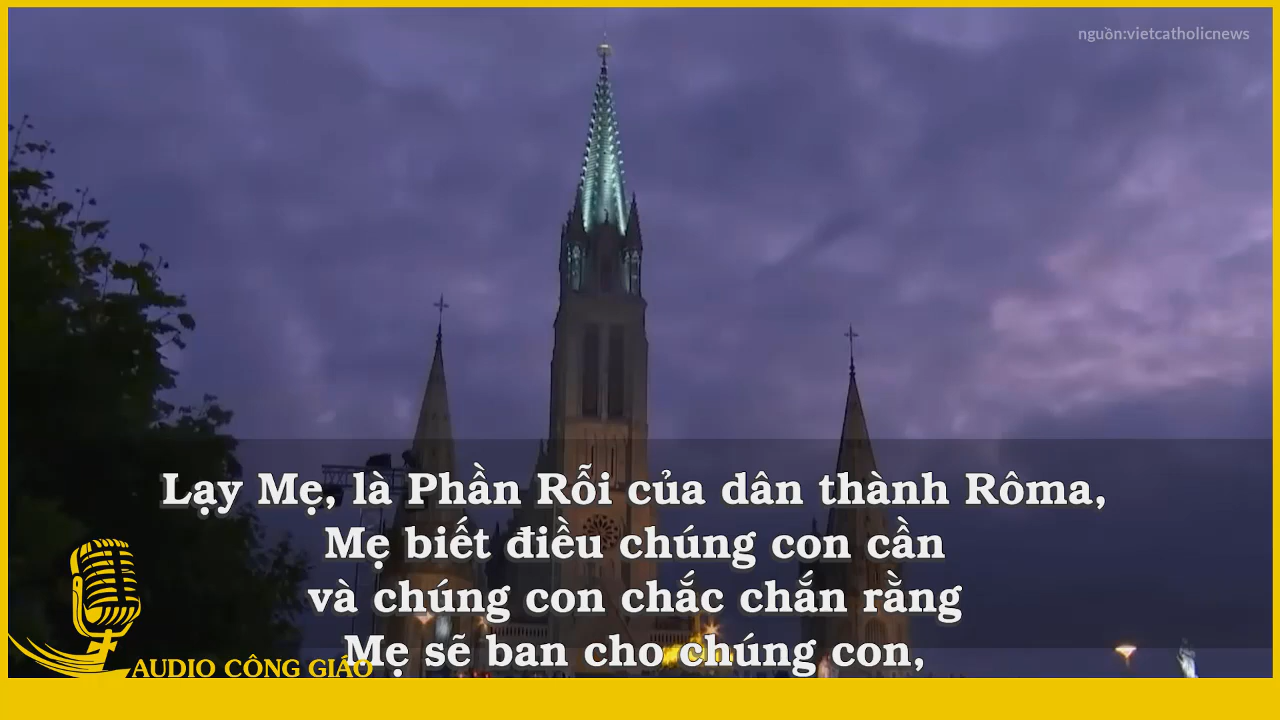 nguồn:vietcatholicnews
Lạy Mẹ, là Phần Rỗi của dân thành Rôma,
Mẹ biết điều chúng con cần
và chúng con chắc chắn rằng
Mẹ sẽ ban cho chúng con,
AUDIO CÔNG GIÁO